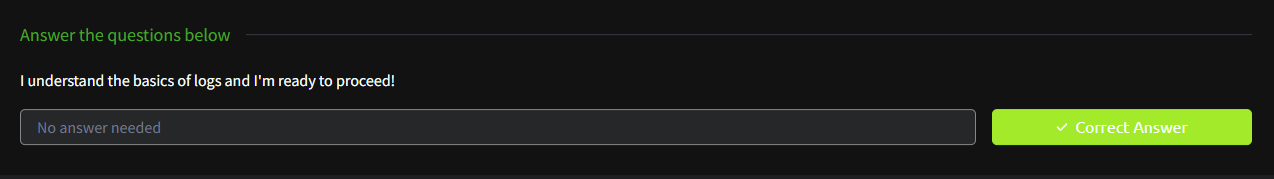 Answer the questions below
I understand the basics of logs and I'm ready to proceed!
No answer needed
✓ Correct Answer